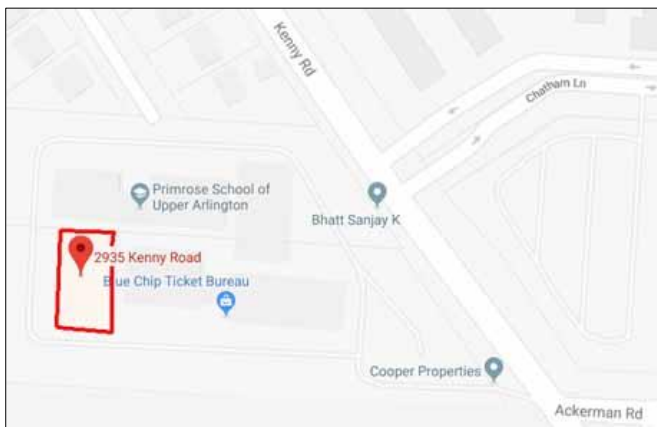 Kenny Rd
Chatham Ln
Primrose School of
Upper Arlington
Bhatt Sanjay K
2935 Kenny Road
Blue Chip Ticket Bureau
Cooper Properties
Ackerman Rd